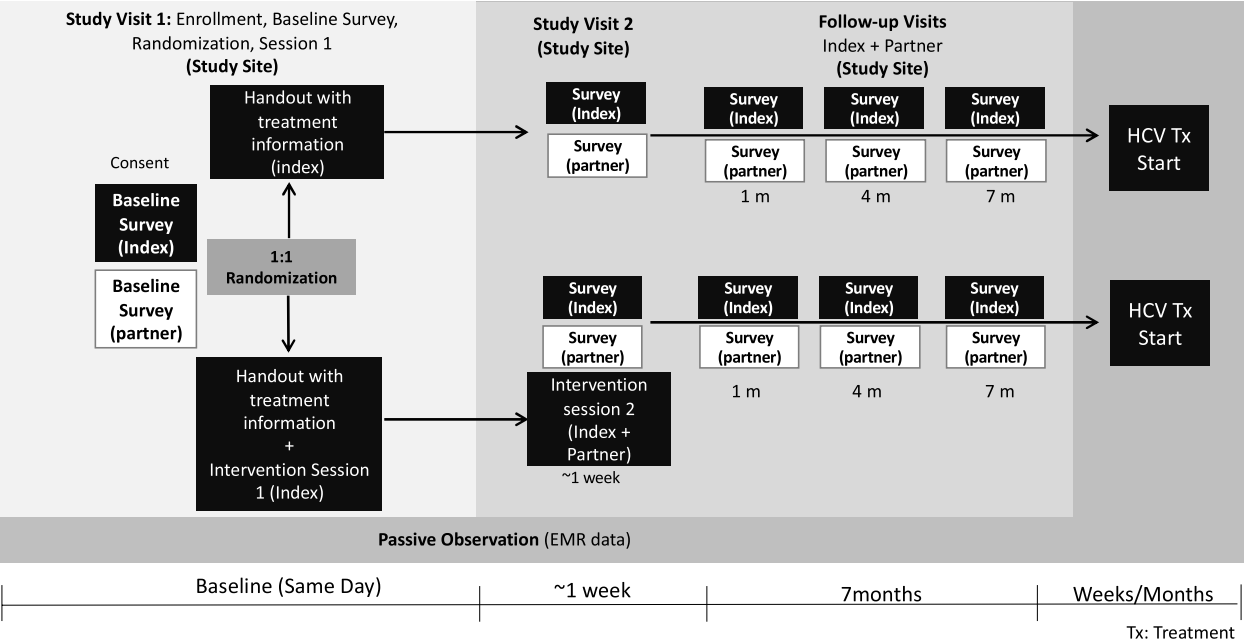 Study Visit 1: Enrollment, Baseline Survey,
Randomization, Session 1
(Study Site)
Consent
Baseline
Survey
(Index)
Baseline
Survey
(partner)
Handout with
treatment
information
(index)
1:1
Randomization
Handout with
treatment
information
+
Intervention Session
1 (Index)
Study Visit 2
(Study Site)
Survey
(Index)
Survey
(partner)
Follow-up Visits
Index + Partner
(Study Site)
Survey
(Index)
Survey
(partner)
1 m
Survey
(Index)
Survey
(partner)
4 m
Survey
(Index)
Survey
(partner)
7 m
HCV Tx
Start
Survey
(Index)
Survey
(partner)
Intervention
session 2
(Index +
Partner)
~1 week
Survey
(Index)
Survey
(partner)
1 m
Survey
(Index)
Survey
(partner)
4 m
Survey
(Index)
Survey
(partner)
7 m
HCV Tx
Start
Passive Observation (EMR data)
Baseline (Same Day)
~1 week
7months
Weeks/Months
Tx: Treatment